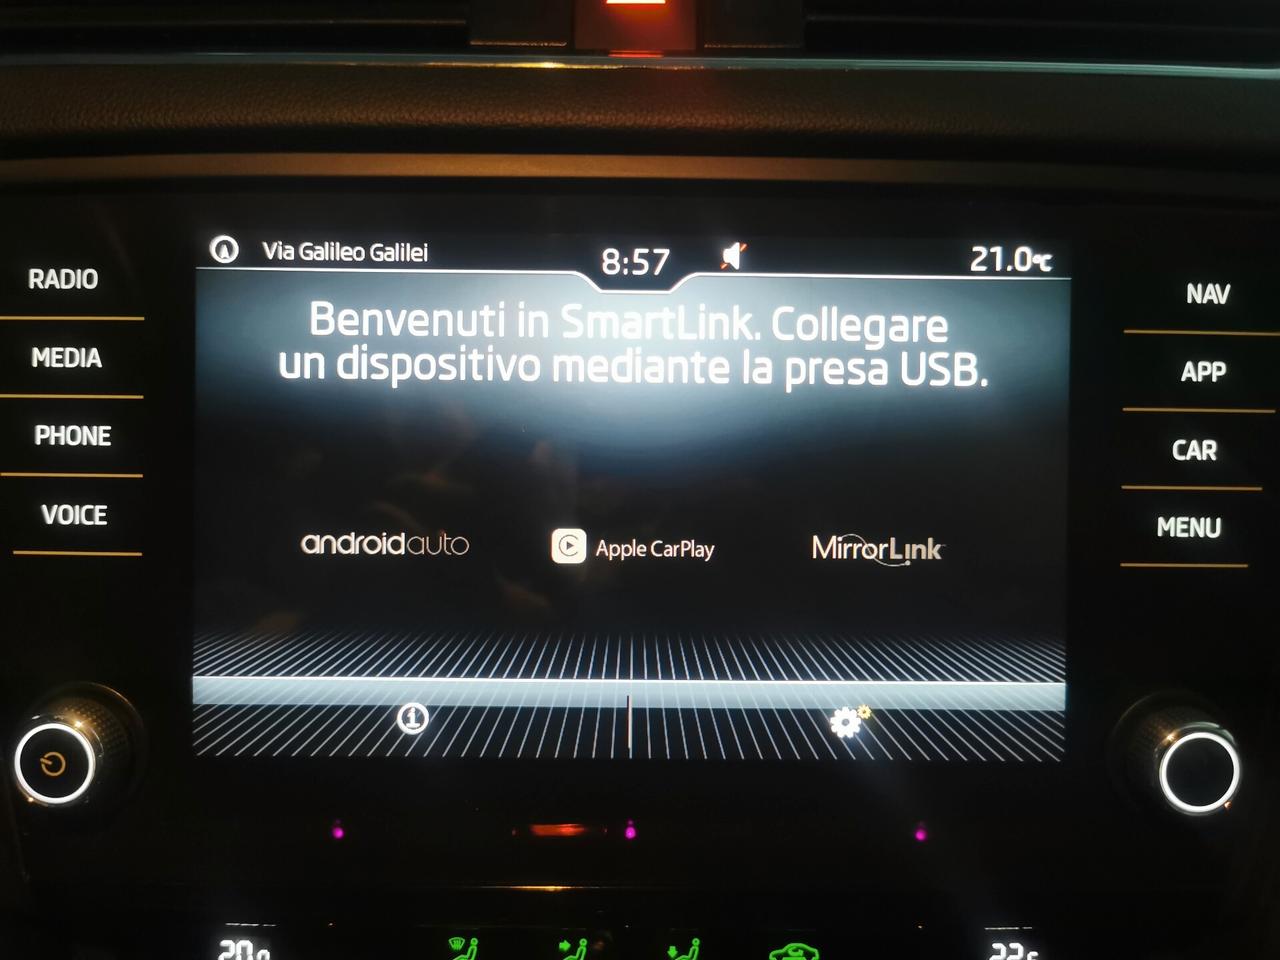 Via Galileo Galilei
8:57
21.0°C
RADIO
MEDIA
PHONE
VOICE
Benvenuti in SmartLink. Collegare
un dispositivo mediante la presa USB.
androidauto
Apple CarPlay
MirrorLink
NAV
APP
CAR
MENU